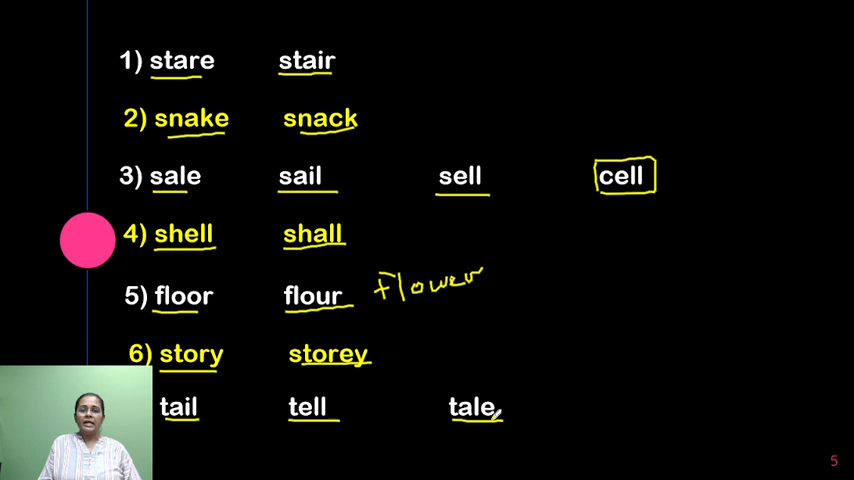 1) stare stair
2) snake snack
3) sale sail sell cell
4) shell shall
5) floor flour Flower
6) story storey
tail tell tale
5